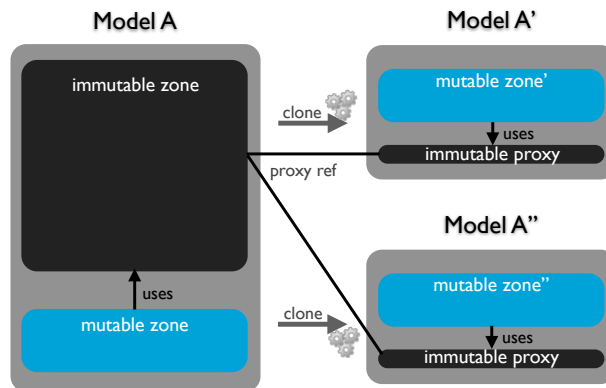 Model A
immutable zone
uses
mutable zone
clone
proxy ref
clone
Model A'
mutable zone'
uses
immutable proxy
Model A''
mutable zone''
uses
immutable proxy